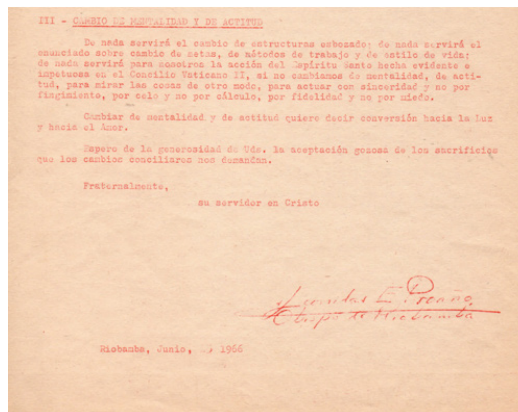 III - CAMBIO DE MENTALIDAD Y DE ACTITUD
De nada servirá el cambio de estructuras esbozado; de nada servirá el
enunciado sobre cambio de metas, de métodos de trabajo y de estilo de vida;
de nada servirá para nosotros la acción del Espíritu Santo hecha evidente e
impetuosa en el Concilio Vaticano II, si no cambiamos de mentalidad, de acti-
tud, para mirar las cosas de otro modo, para actuar con sinceridad y no por
fingimiento, por celo y no por cálculo, por fidelidad y no por miedo.
Cambiar de mentalidad y de actitud quiere decir conversión hacia la Luz
y hacia el Amor.
Espero de la generosidad de Uds. la aceptación gozosa de los sacrificios
que los cambios conciliares nos demandan.
Fraternalmente,
su servidor en Cristo
Leonidas E. Proaño
Obispo de Riobamba
Riobamba, Junio, 1966